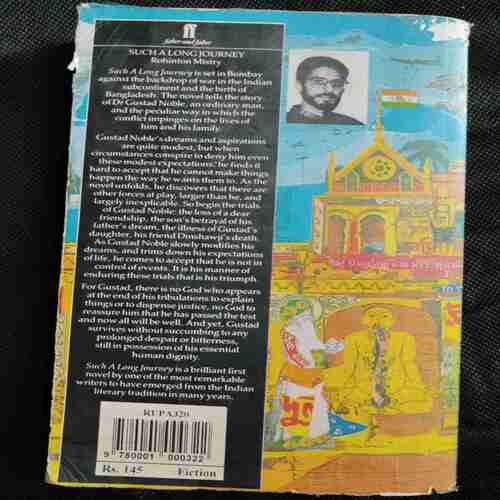 faber and faber
SUCH A LONG JOURNEY
Rohinton Mistry
Such A Long Journey is set in Bombay
against the backdrop of war in the Indian
subcontinent and the birth of
Bangladesh. The novel tells the story
of Dr Gustad Noble, an ordinary man,
and the peculiar way in which the
conflict impinges on the lives of
him and his family.
Gustad Noble's dreams and aspirations
are quite modest, but when
circumstances conspire to deny him even
these modest expectations, he finds it
hard to accept that he cannot make things
happen the way he wants them to. As the
novel unfolds, he discovers that there are
other forces at play, larger than he, and
largely inexplicable. So begin the trials
of Gustad Noble: the loss of a dear
friendship, the son's betrayal of his
father's dream, the illness of Gustad's
daughter, his friend Dinshawji's death.
As Gustad Noble slowly modifies his
dreams, and trims down his expectations
of life, he comes to accept that he is not in
control of events. It is his manner of
enduring these trials that is his triumph.
For Gustad, there is no God who appears
at the end of his tribulations to explain
things or to dispense justice, no God to
reassure him that he has passed the test
and now all will be well. And yet, Gustad
survives without succumbing to any
prolonged despair or bitterness,
still in possession of his essential
human dignity.
Such A Long Journey is a brilliant first
novel by one of the most remarkable
writers to have emerged from the Indian
literary tradition in many years.
RUPA320
9 780001 000322
Rs. 145 Fiction